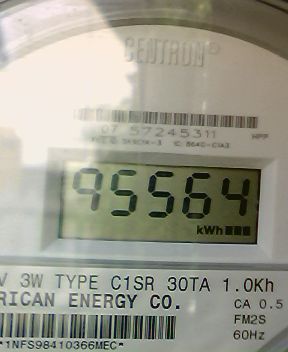 CENTRON
07 57245311
95564
kWh
V 3W TYPE C1SR 30TA 1.0Kh
RICAN ENERGY CO.
CA 0.5
FM2S
60Hz
*1NFS98410366MEC*